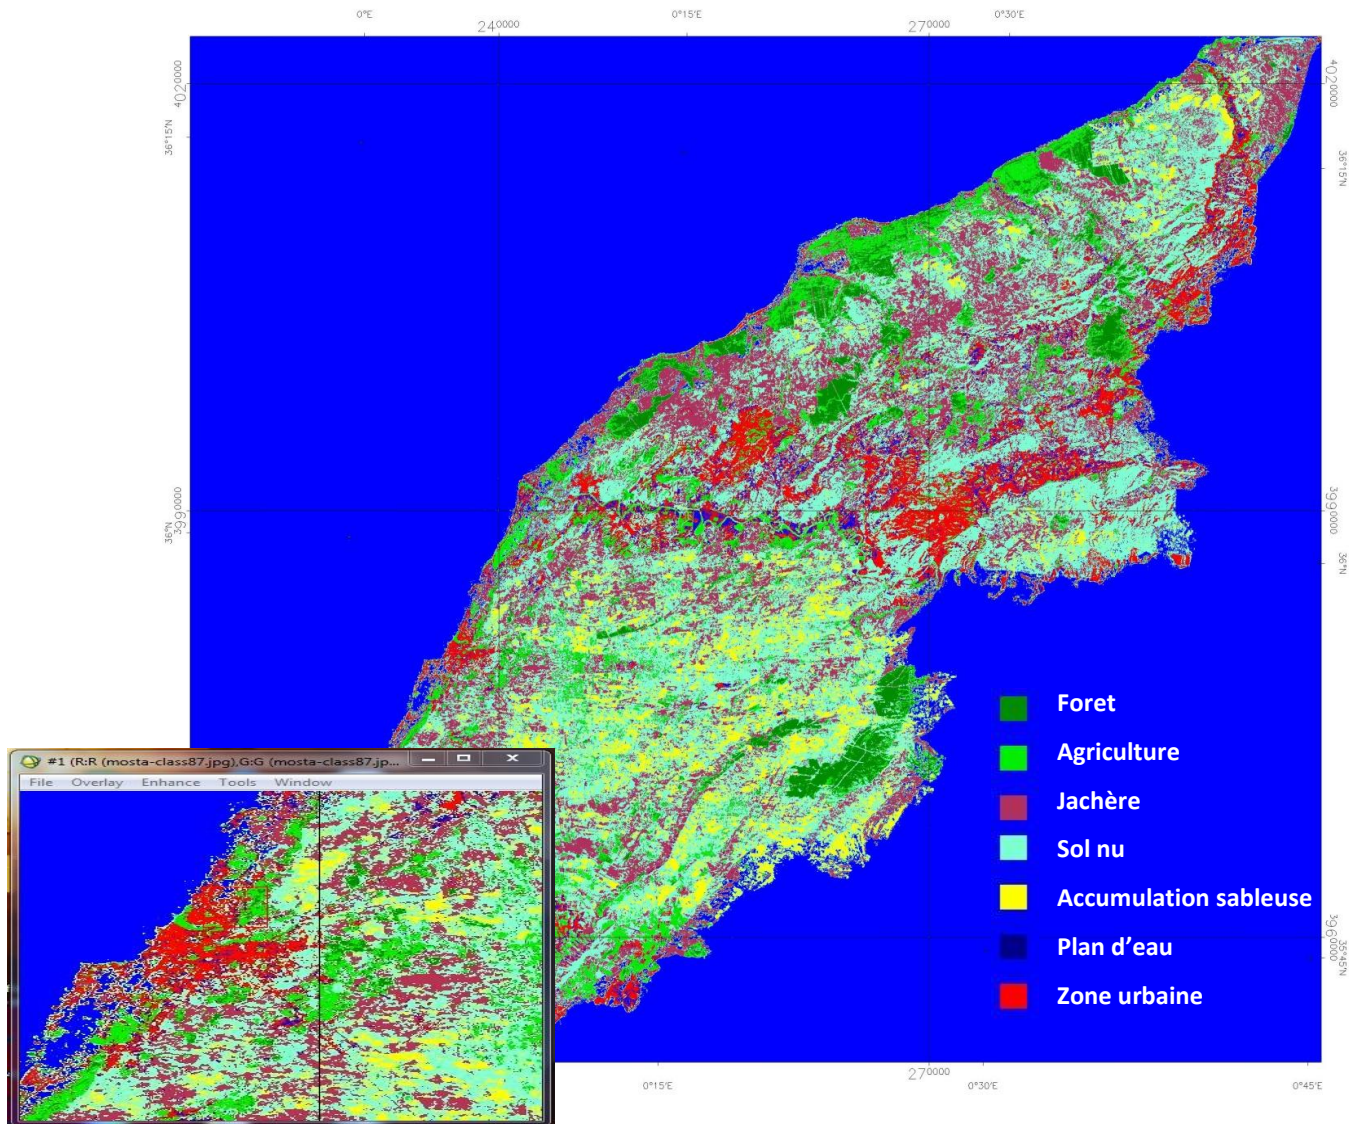 0°E
0°15'E
0°30'E
240000
270000
4020000
4020000
36°15'N
36°15'N
3990000
3990000
36°N
36°N
Foret
Agriculture
Jachère
Sol nu
Accumulation sableuse
Plan d’eau
Zone urbaine
3960000
35°45'N
#1 (R:R (mosta-class87.jpg),G:G (mosta-class87.jp...
File Overlay Enhance Tools Window
0°15'E
270000
0°30'E
0°45'E